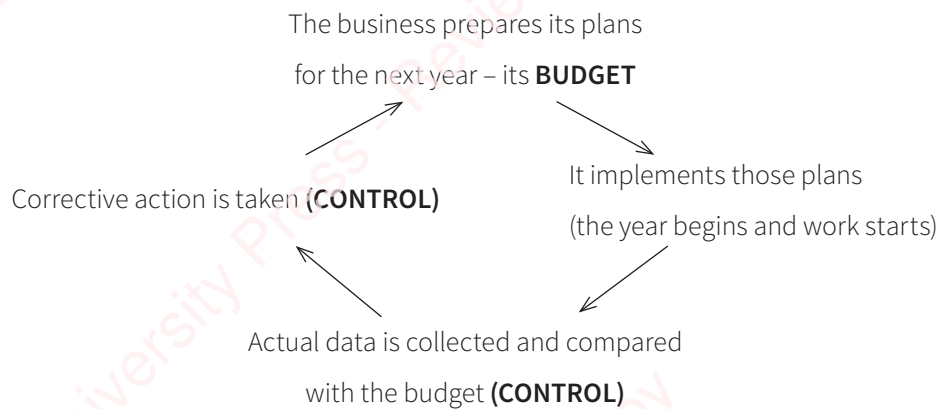 The business prepares its plans
for the next year – its BUDGET
It implements those plans
(the year begins and work starts)
Corrective action is taken (CONTROL)
Actual data is collected and compared
with the budget (CONTROL)